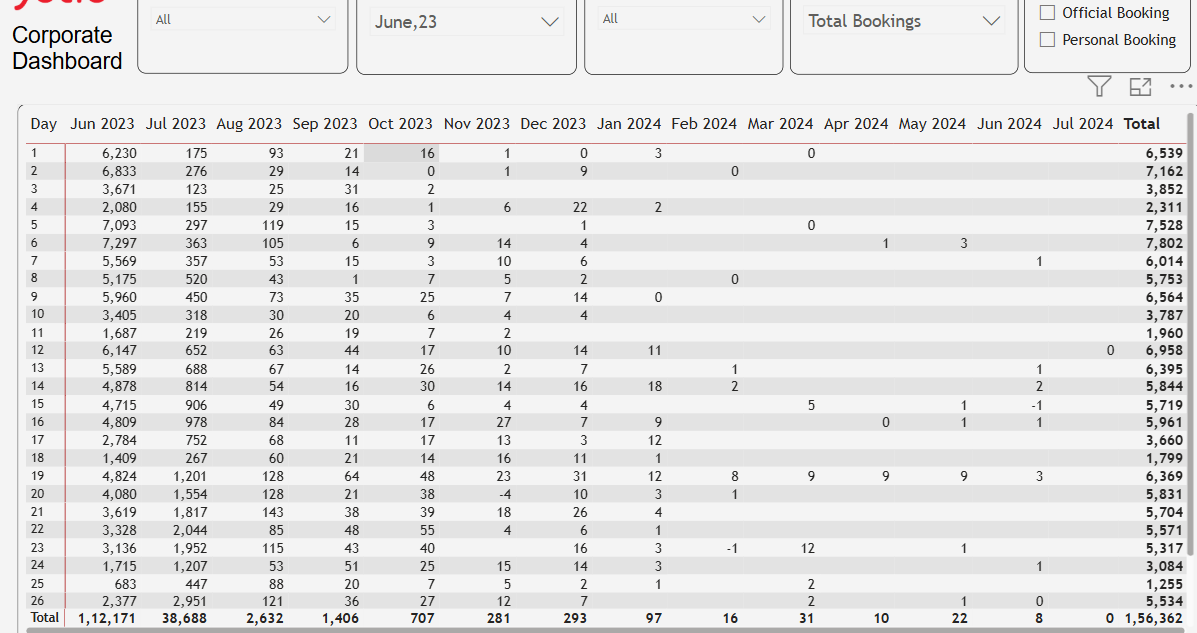 All June,23 All Total Bookings Official Booking
Corporate Personal Booking
Dashboard
Day Jun 2023 Jul 2023 Aug 2023 Sep 2023 Oct 2023 Nov 2023 Dec 2023 Jan 2024 Feb 2024 Mar 2024 Apr 2024 May 2024 Jun 2024 Jul 2024 Total
1 6,230 175 93 21 16 1 0 3 0 6,539
2 6,833 276 29 14 0 1 9 0 7,162
3 3,671 123 25 31 2 3,852
4 2,080 155 29 16 1 6 22 2 2,311
5 7,093 297 119 15 3 1 0 7,528
6 7,297 363 105 6 9 14 4 1 3 7,802
7 5,569 357 53 15 3 10 6 1 6,014
8 5,175 520 43 1 7 5 2 0 5,753
9 5,960 450 73 35 25 7 14 0 6,564
10 3,405 318 30 20 6 4 4 3,787
11 1,687 219 26 19 7 2 1,960
12 6,147 652 63 44 17 10 14 11 0 6,958
13 5,589 688 67 14 26 2 7 1 1 6,395
14 4,878 814 54 16 30 14 16 18 2 2 5,844
15 4,715 906 49 30 6 4 4 5 1 -1 5,719
16 4,809 978 84 28 17 27 7 9 0 1 1 5,961
17 2,784 752 68 11 17 13 3 12 3,660
18 1,409 267 60 21 14 16 11 1 1,799
19 4,824 1,201 128 64 48 23 31 12 8 9 9 9 3 6,369
20 4,080 1,554 128 21 38 -4 10 3 1 5,831
21 3,619 1,817 143 38 39 18 26 4 5,704
22 3,328 2,044 85 48 55 4 6 1 5,571
23 3,136 1,952 115 43 40 16 3 -1 12 1 5,317
24 1,715 1,207 53 51 25 15 14 3 1 3,084
25 683 447 88 20 7 5 2 1 2 1,255
26 2,377 2,951 121 36 27 12 7 2 1 0 5,534
Total 1,12,171 38,688 2,632 1,406 707 281 293 97 16 31 10 22 8 0 1,56,362